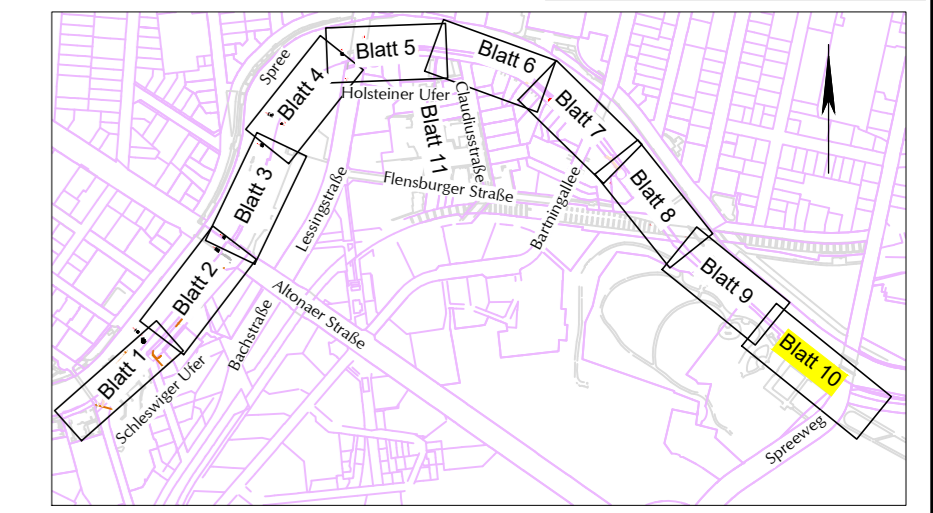 Spree
Blatt 5
Blatt 6
Blatt 4
Holsteiner Ufer
Claudiusstraße
Blatt 7
Blatt 11
Blatt 3
Lessingstraße
Flensburger Straße
Bartningallee
Blatt 8
Blatt 2
Altonaer Straße
Blatt 9
Bachstraße
Blatt 1
Schleswiger Ufer
Blatt 10
Spreeweg